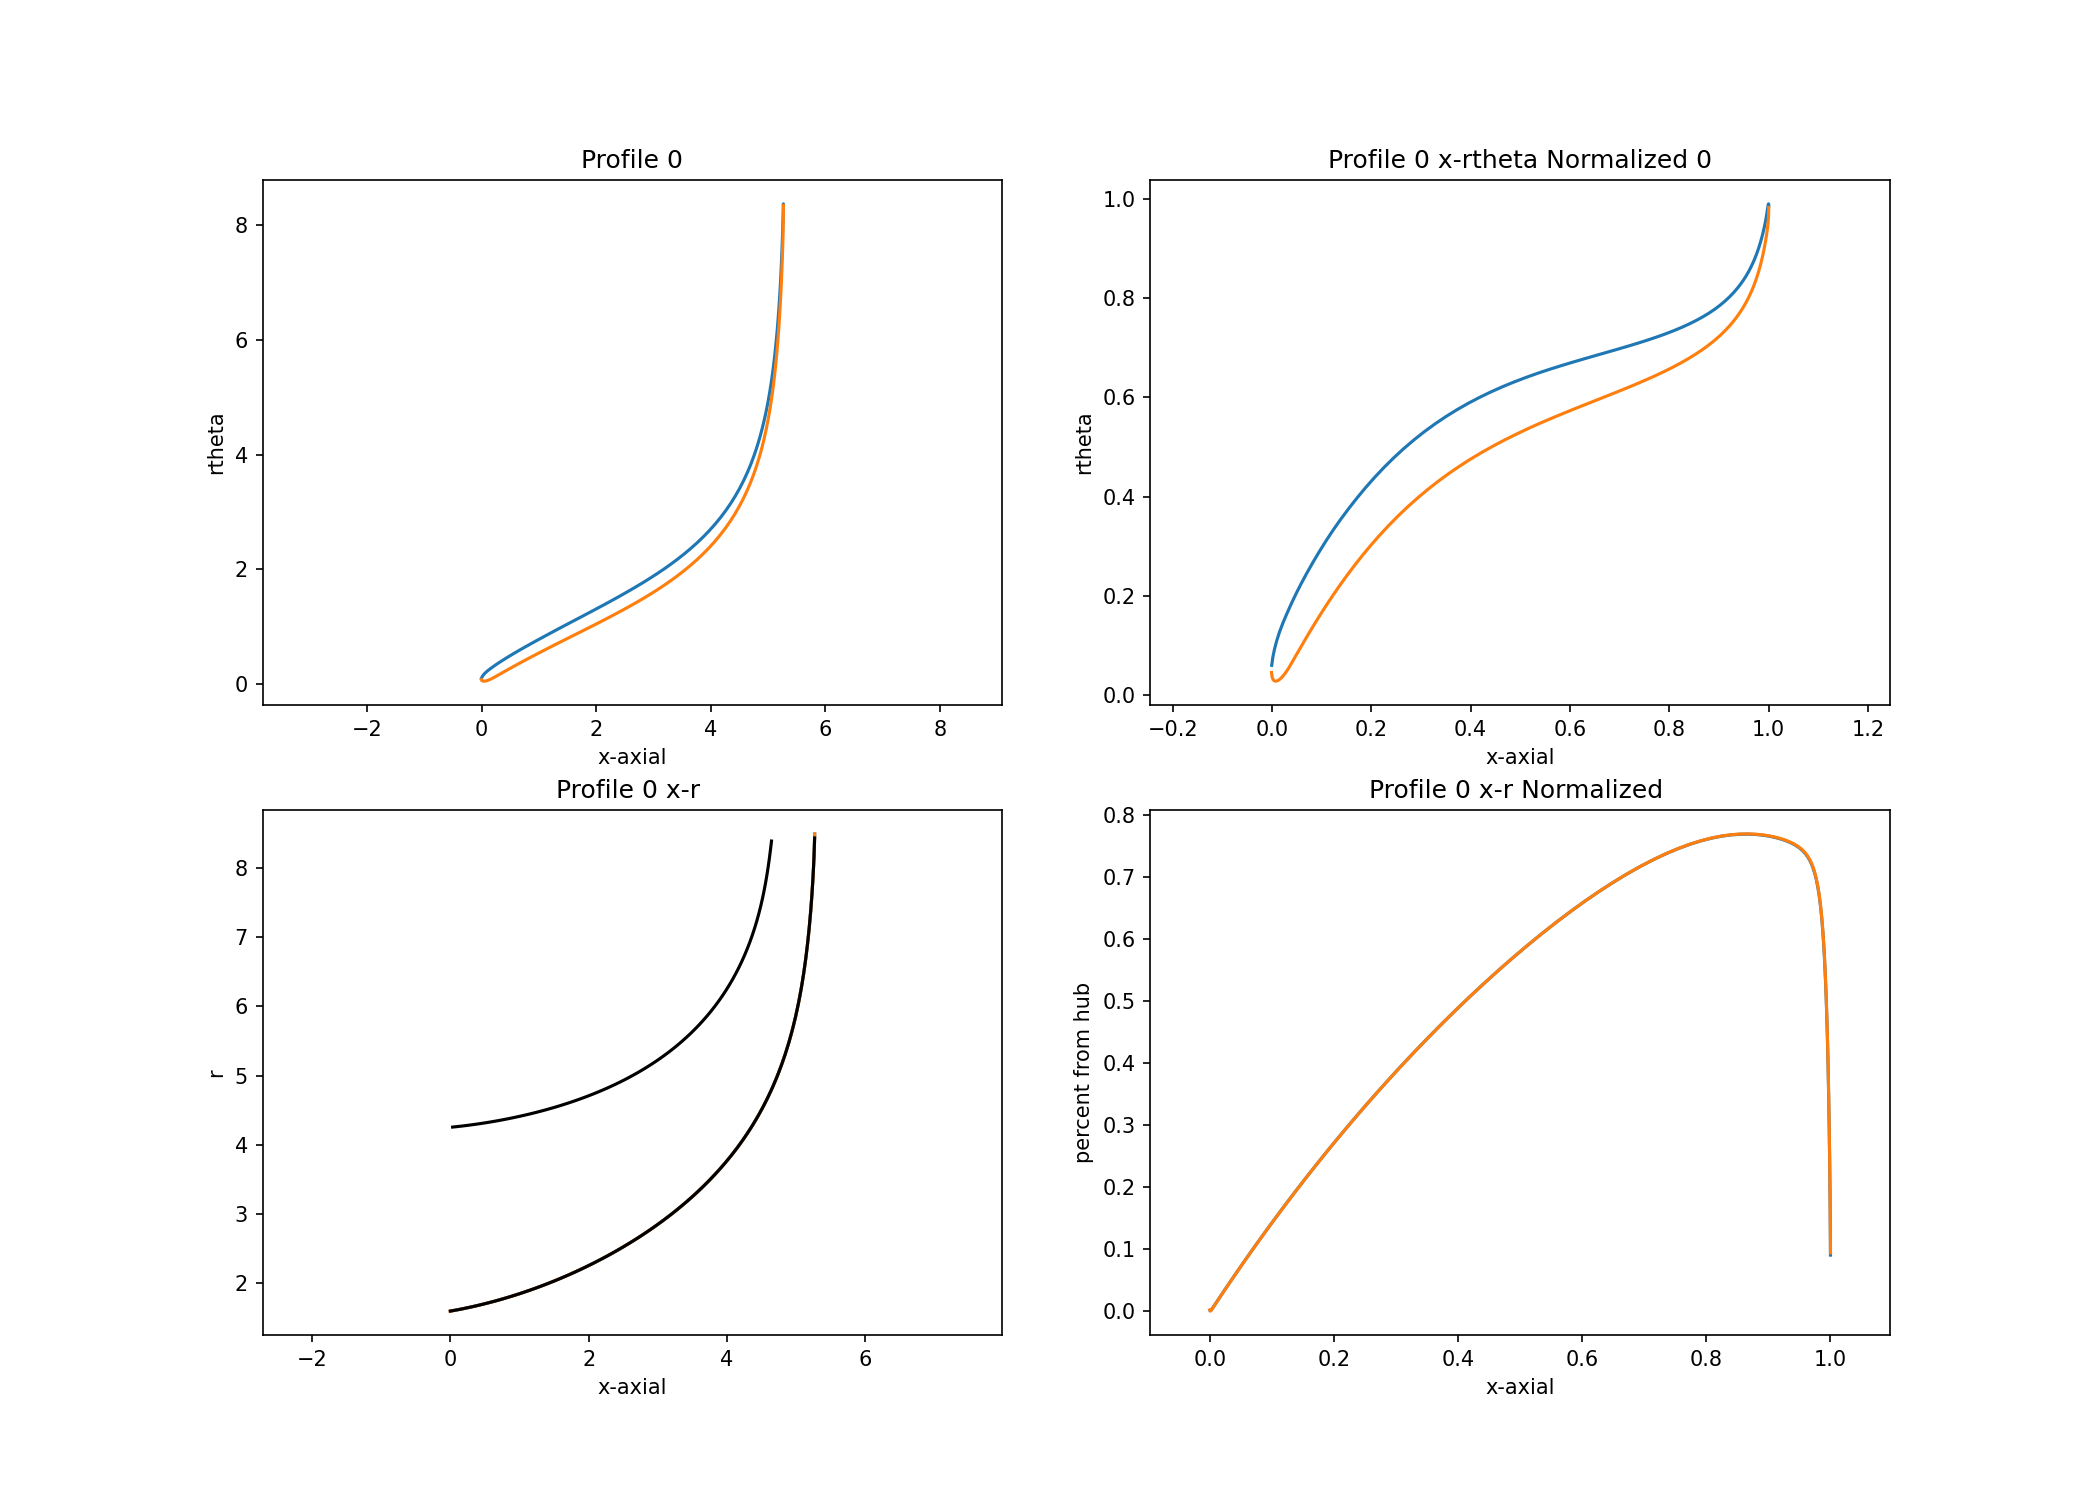 Profile 0
rtheta
8
6
4
2
0
−2 0 2 4 6 8
x-axial
Profile 0 x-rtheta Normalized 0
rtheta
1.0
0.8
0.6
0.4
0.2
0.0
−0.2 0.0 0.2 0.4 0.6 0.8 1.0 1.2
x-axial
Profile 0 x-r
r
8
7
6
5
4
3
2
−2 0 2 4 6
x-axial
Profile 0 x-r Normalized
percent from hub
0.8
0.7
0.6
0.5
0.4
0.3
0.2
0.1
0.0
0.0 0.2 0.4 0.6 0.8 1.0
x-axial